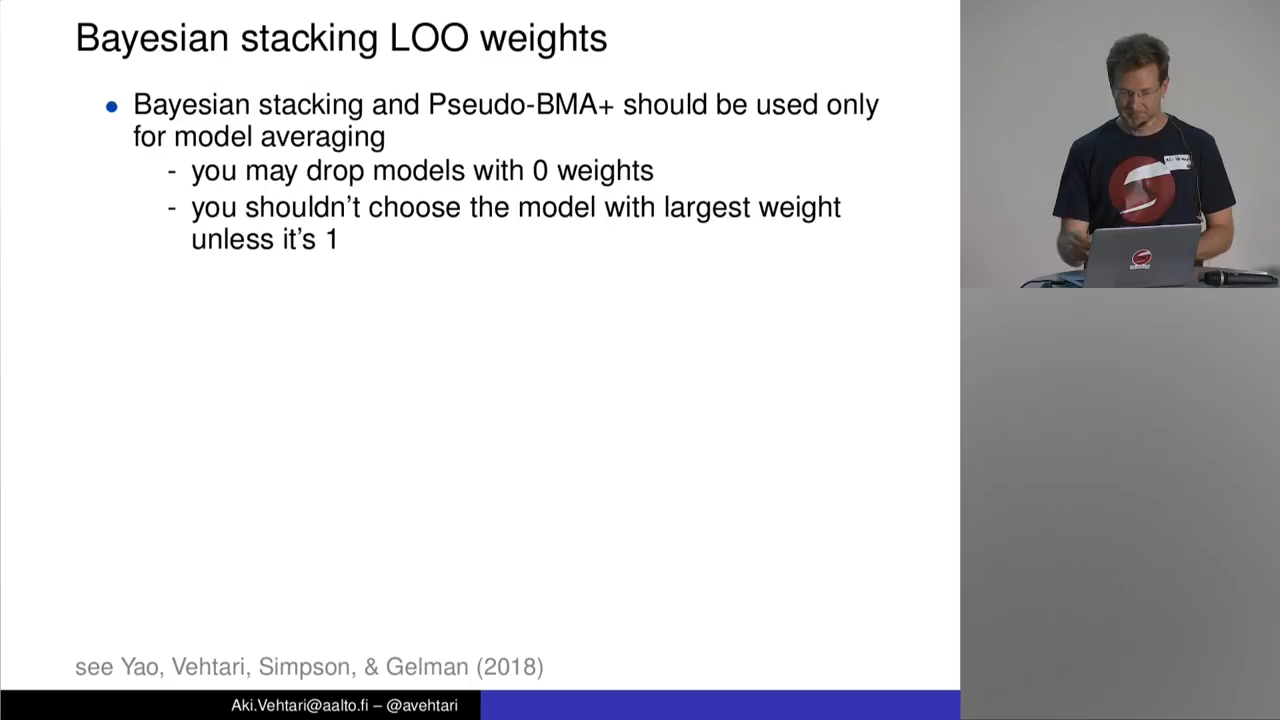 Bayesian stacking LOO weights
• Bayesian stacking and Pseudo-BMA+ should be used only
for model averaging
- you may drop models with 0 weights
- you shouldn't choose the model with largest weight
unless it's 1
see Yao, Vehtari, Simpson, & Gelman (2018)
Aki.Vehtari@aalto.fi – @avehtari